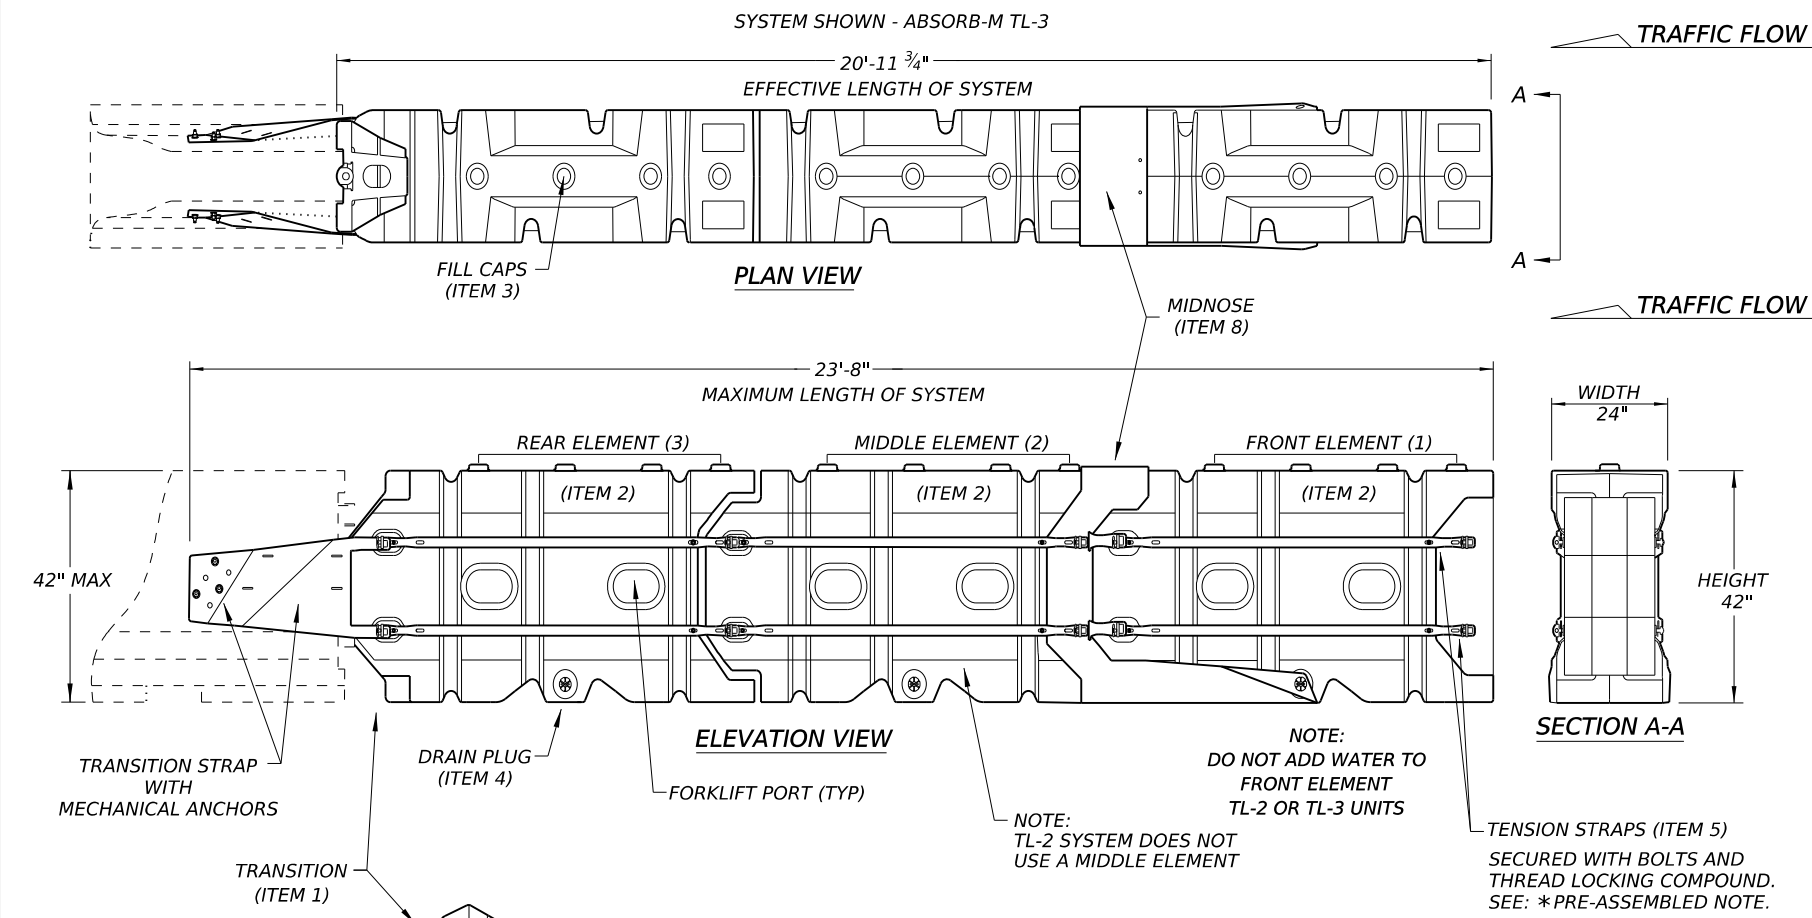 SYSTEM SHOWN - ABSORB-M TL-3
TRAFFIC FLOW
20'-11 ¾"
EFFECTIVE LENGTH OF SYSTEM
A
A
FILL CAPS
(ITEM 3)
PLAN VIEW
MIDNOSE
(ITEM 8)
TRAFFIC FLOW
23'-8"
MAXIMUM LENGTH OF SYSTEM
WIDTH
24"
REAR ELEMENT (3)
MIDDLE ELEMENT (2)
FRONT ELEMENT (1)
(ITEM 2)
(ITEM 2)
(ITEM 2)
42" MAX
HEIGHT
42"
SECTION A-A
ELEVATION VIEW
NOTE:
DO NOT ADD WATER TO
FRONT ELEMENT
TL-2 OR TL-3 UNITS
TRANSITION STRAP
WITH
MECHANICAL ANCHORS
DRAIN PLUG
(ITEM 4)
FORKLIFT PORT (TYP)
NOTE:
TL-2 SYSTEM DOES NOT
USE A MIDDLE ELEMENT
TENSION STRAPS (ITEM 5)
SECURED WITH BOLTS AND
THREAD LOCKING COMPOUND.
SEE: *PRE-ASSEMBLED NOTE.
TRANSITION
(ITEM 1)